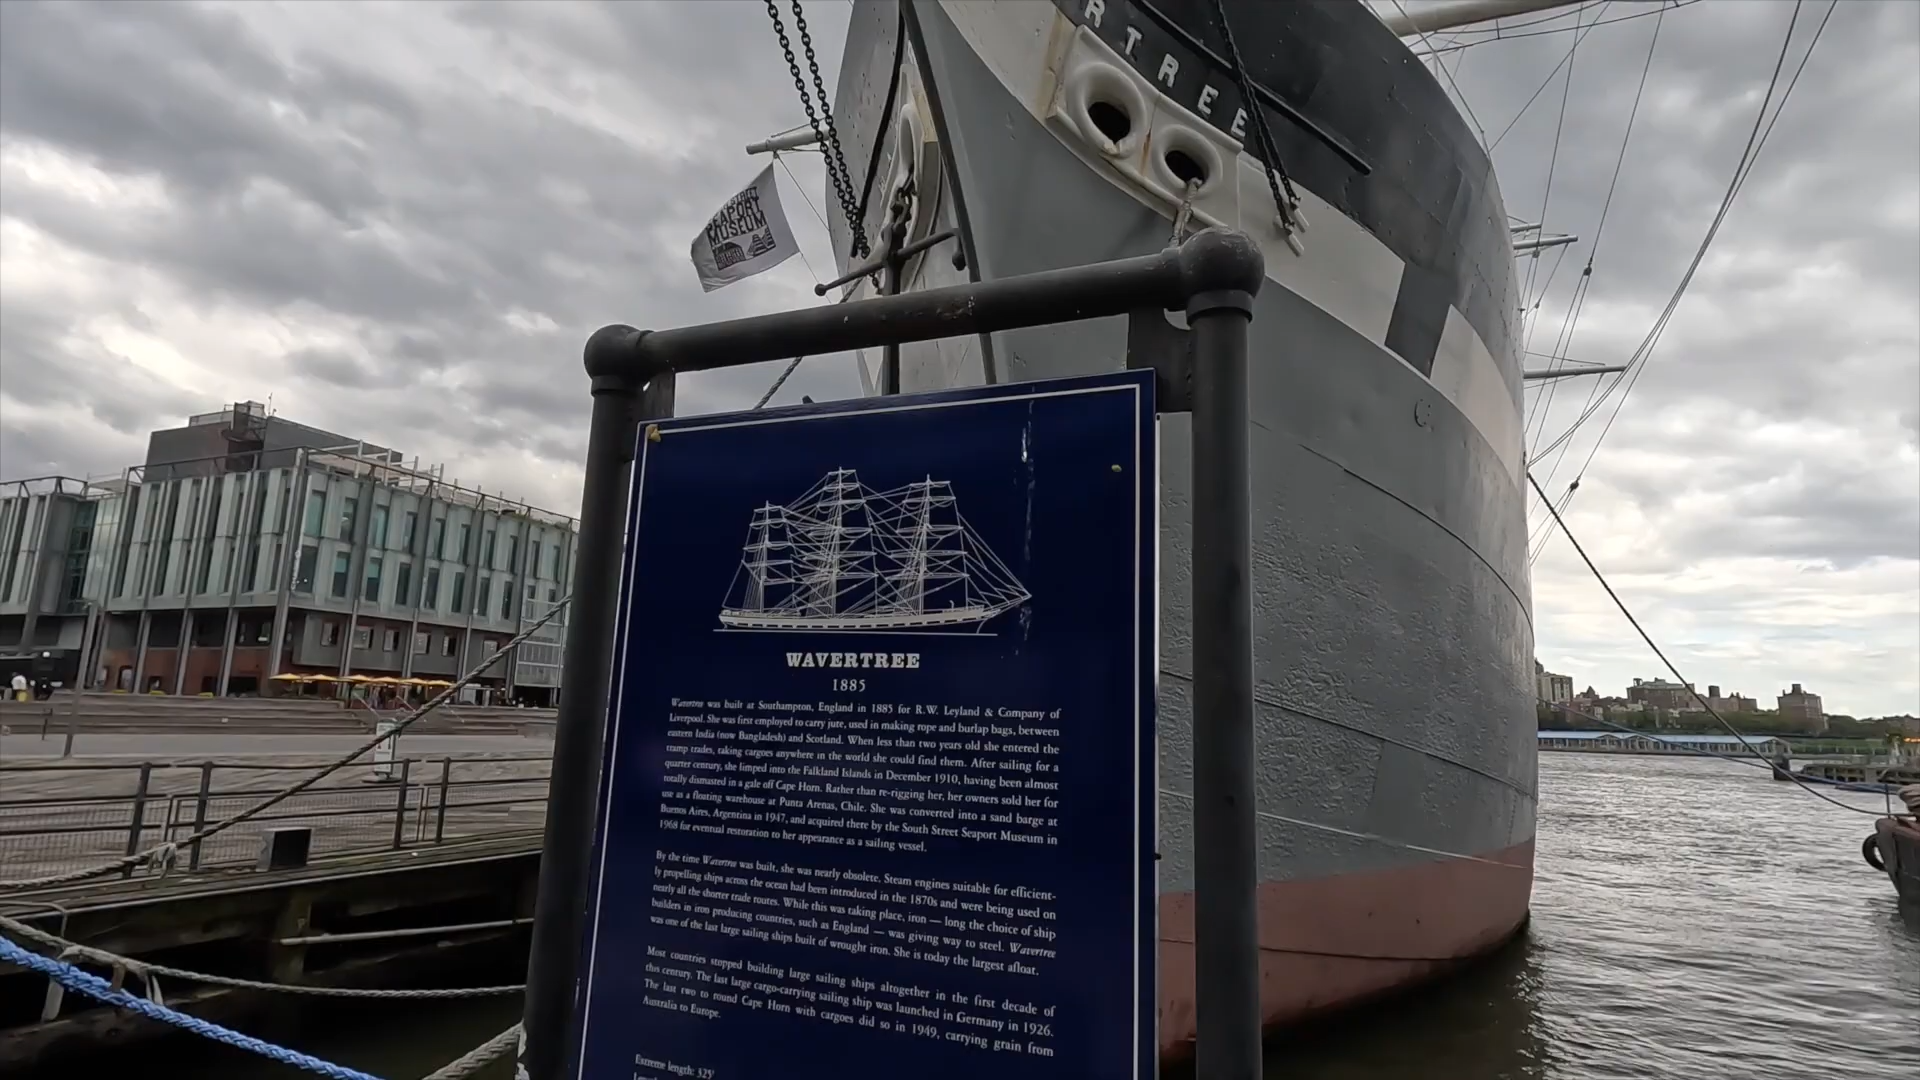 RTREE
STREET
SEAPORT
MUSEUM
WAVERTREE
1885
Wavertree was built at Southampton, England in 1885 for R.W. Leyland & Company of
Liverpool. She was first employed to carry jute, used in making rope and burlap bags, between
eastern India (now Bangladesh) and Scotland. When less than two years old she entered the
tramp trades, taking cargoes anywhere in the world she could find them. After sailing for a
quarter century, she limped into the Falkland Islands in December 1910, having been almost
totally dismasted in a gale off Cape Horn. Rather than re-rigging her, her owners sold her for
use as a floating warehouse at Punta Arenas, Chile. She was converted into a sand barge at
Buenos Aires, Argentina in 1947, and acquired there by the South Street Seaport Museum in
1968 for eventual restoration to her appearance as a sailing vessel.
By the time Wavertree was built, she was nearly obsolete. Steam engines suitable for efficient-
ly propelling ships across the ocean had been introduced in the 1870s and were being used on
nearly all the shorter trade routes. While this was taking place, iron — long the choice of ship
builders in iron producing countries, such as England — was giving way to steel. Wavertree
was one of the last large sailing ships built of wrought iron. She is today the largest afloat.
Most countries stopped building large sailing ships altogether in the first decade of
this century. The last large cargo-carrying sailing ship was launched in Germany in 1926.
The last two to round Cape Horn with cargoes did so in 1949, carrying grain from
Australia to Europe.
Extreme length: 325'